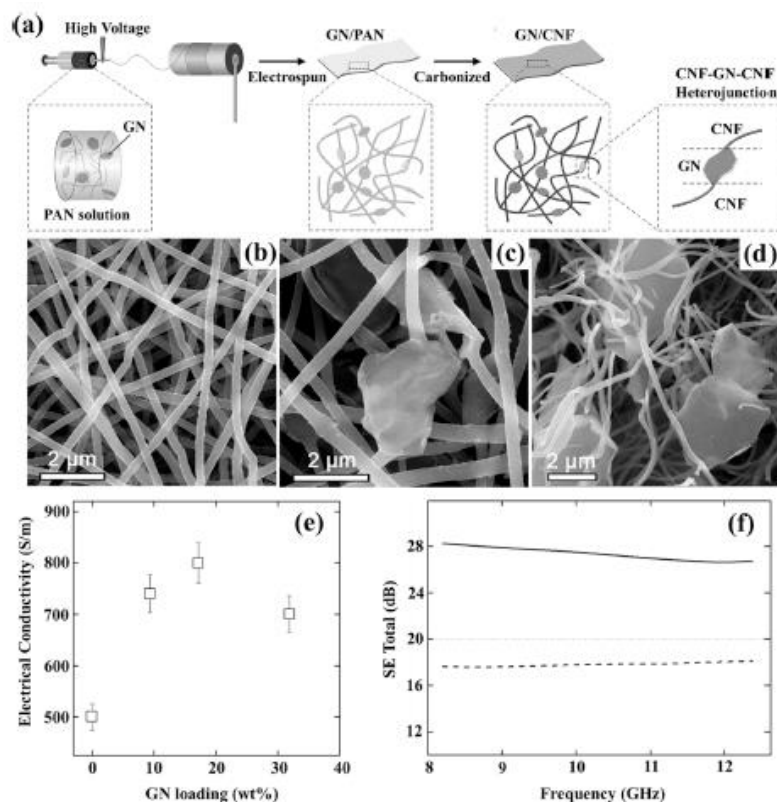 (a)
High Voltage
GN/PAN
GN/CNF
Electrospun
Carbonized
CNF-GN-CNF
Heterojunction
GN
PAN solution
CNF
GN
CNF
(b)
(c)
(d)
2 μm
2 μm
2 μm
(e)
Electrical Conductivity (S/m)
900
800
700
600
500
0
10
20
30
40
GN loading (wt%)
(f)
SE Total (dB)
28
24
20
16
12
8
9
10
11
12
Frequency (GHz)